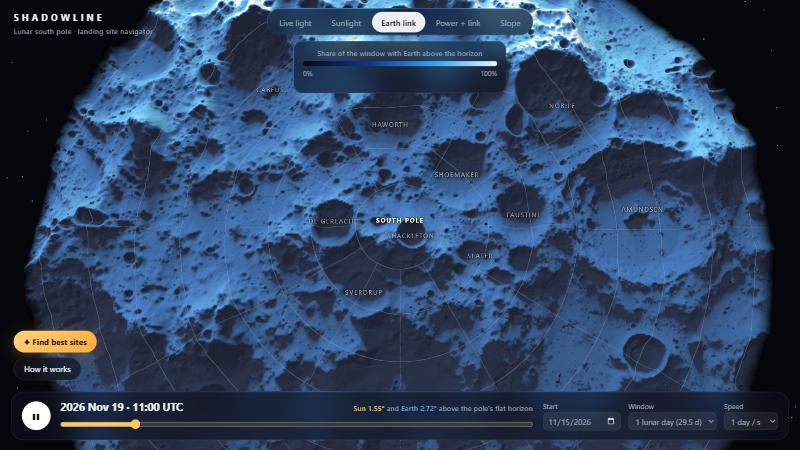 SHADOWLINE
Lunar south pole · landing site navigator
Live light
Sunlight
Earth link
Power + link
Slope
Share of the window with Earth above the horizon
0%
100%
CABEUS
NOBILE
HAWORTH
SHOEMAKER
AMUNDSEN
DE GERLACHE
SOUTH POLE
FAUSTINI
SHACKLETON
SLATER
SVERDRUP
✦ Find best sites
How it works
2026 Nov 19 · 11:00 UTC
Sun 1.55° and Earth 2.72° above the pole's flat horizon
Start
Window
Speed
11/15/2026
1 lunar day (29.5 d)
1 day / s